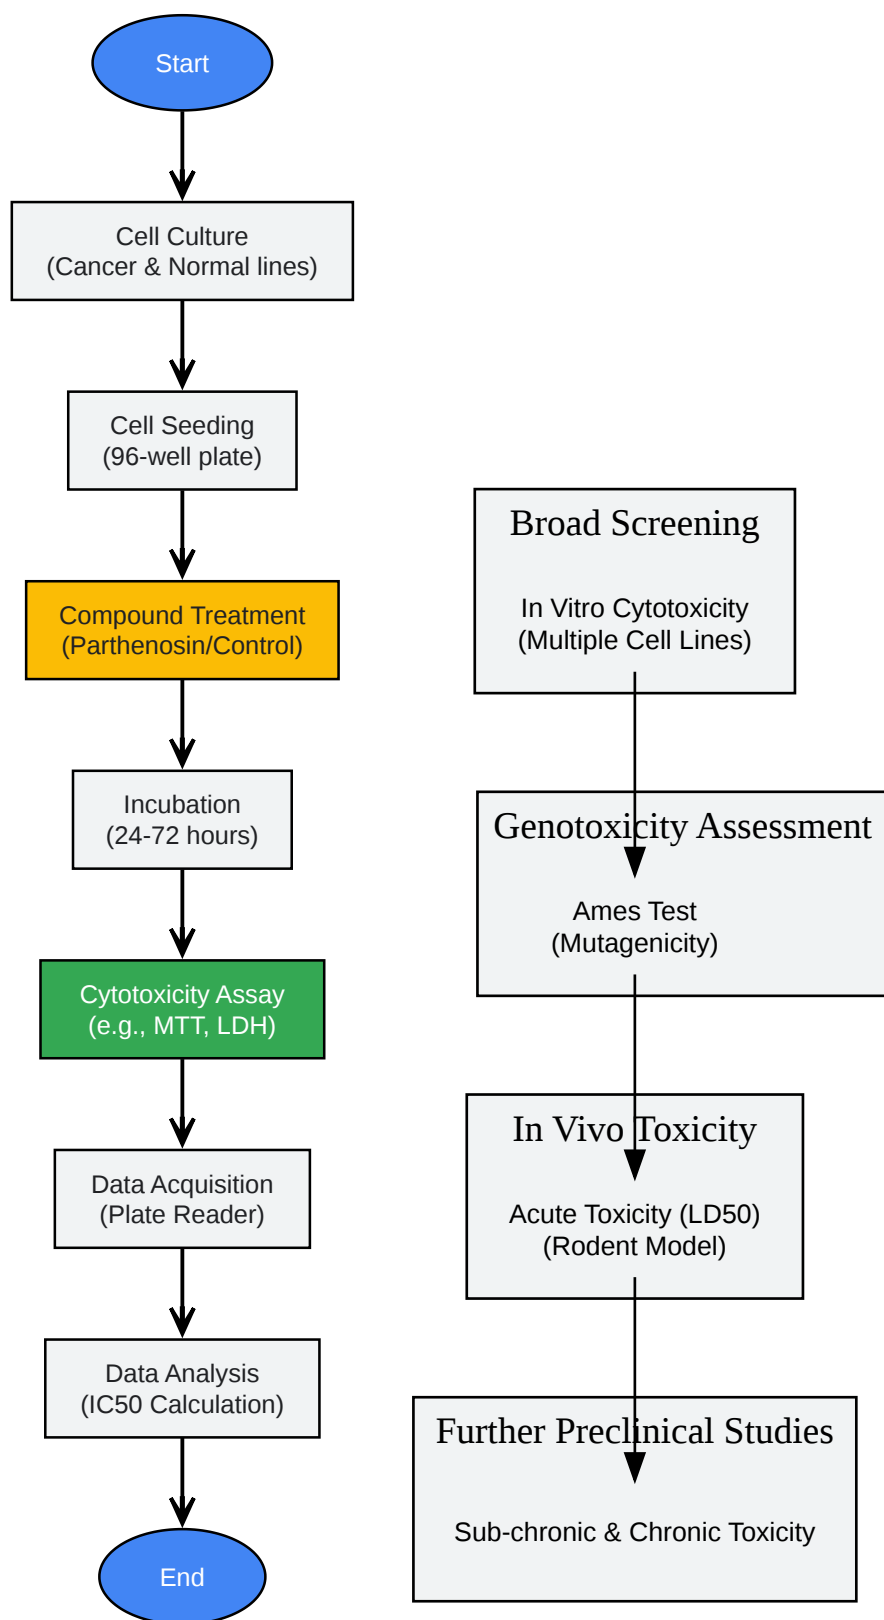 Start
Cell Culture
(Cancer & Normal lines)
Cell Seeding
(96-well plate)
Compound Treatment
(Parthenosin/Control)
Incubation
(24-72 hours)
Cytotoxicity Assay
(e.g., MTT, LDH)
Data Acquisition
(Plate Reader)
Data Analysis
(IC50 Calculation)
End
Broad Screening
In Vitro Cytotoxicity
(Multiple Cell Lines)
Genotoxicity Assessment
Ames Test
(Mutagenicity)
In Vivo Toxicity
Acute Toxicity (LD50)
(Rodent Model)
Further Preclinical Studies
Sub-chronic & Chronic Toxicity